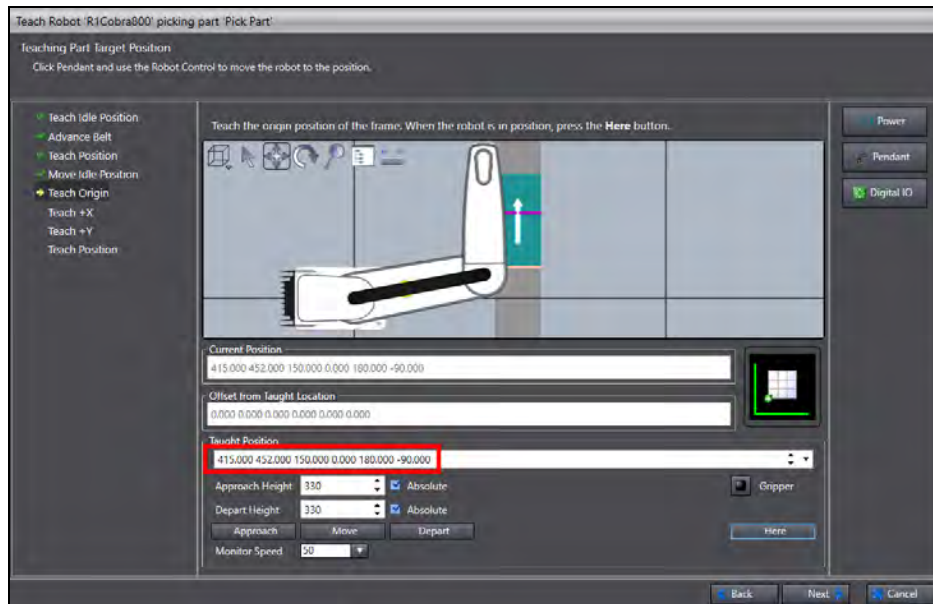 Teach Robot 'R1Cobra800' picking part 'Pick Part'
Teaching Part Target Position
Click Pendant and use the Robot Control to move the robot to the position.
Teach Idle Position
Advance Belt
Teach Position
Move Idle Position
Teach Origin
Teach +X
Teach +Y
Teach Position
Teach the origin position of the frame. When the robot is in position, press the Here button.
Power
Pendant
Digital IO
Current Position
415.000 452.000 150.000 0.000 180.000 -90.000
Offset from Taught Location
0.000 0.000 0.000 0.000 0.000 0.000
Taught Position
415.000 452.000 150.000 0.000 180.000 -90.000
Approach Height 330 Absolute
Gripper
Depart Height 330 Absolute
Approach Move Depart Here
Monitor Speed 50
Back Next Cancel